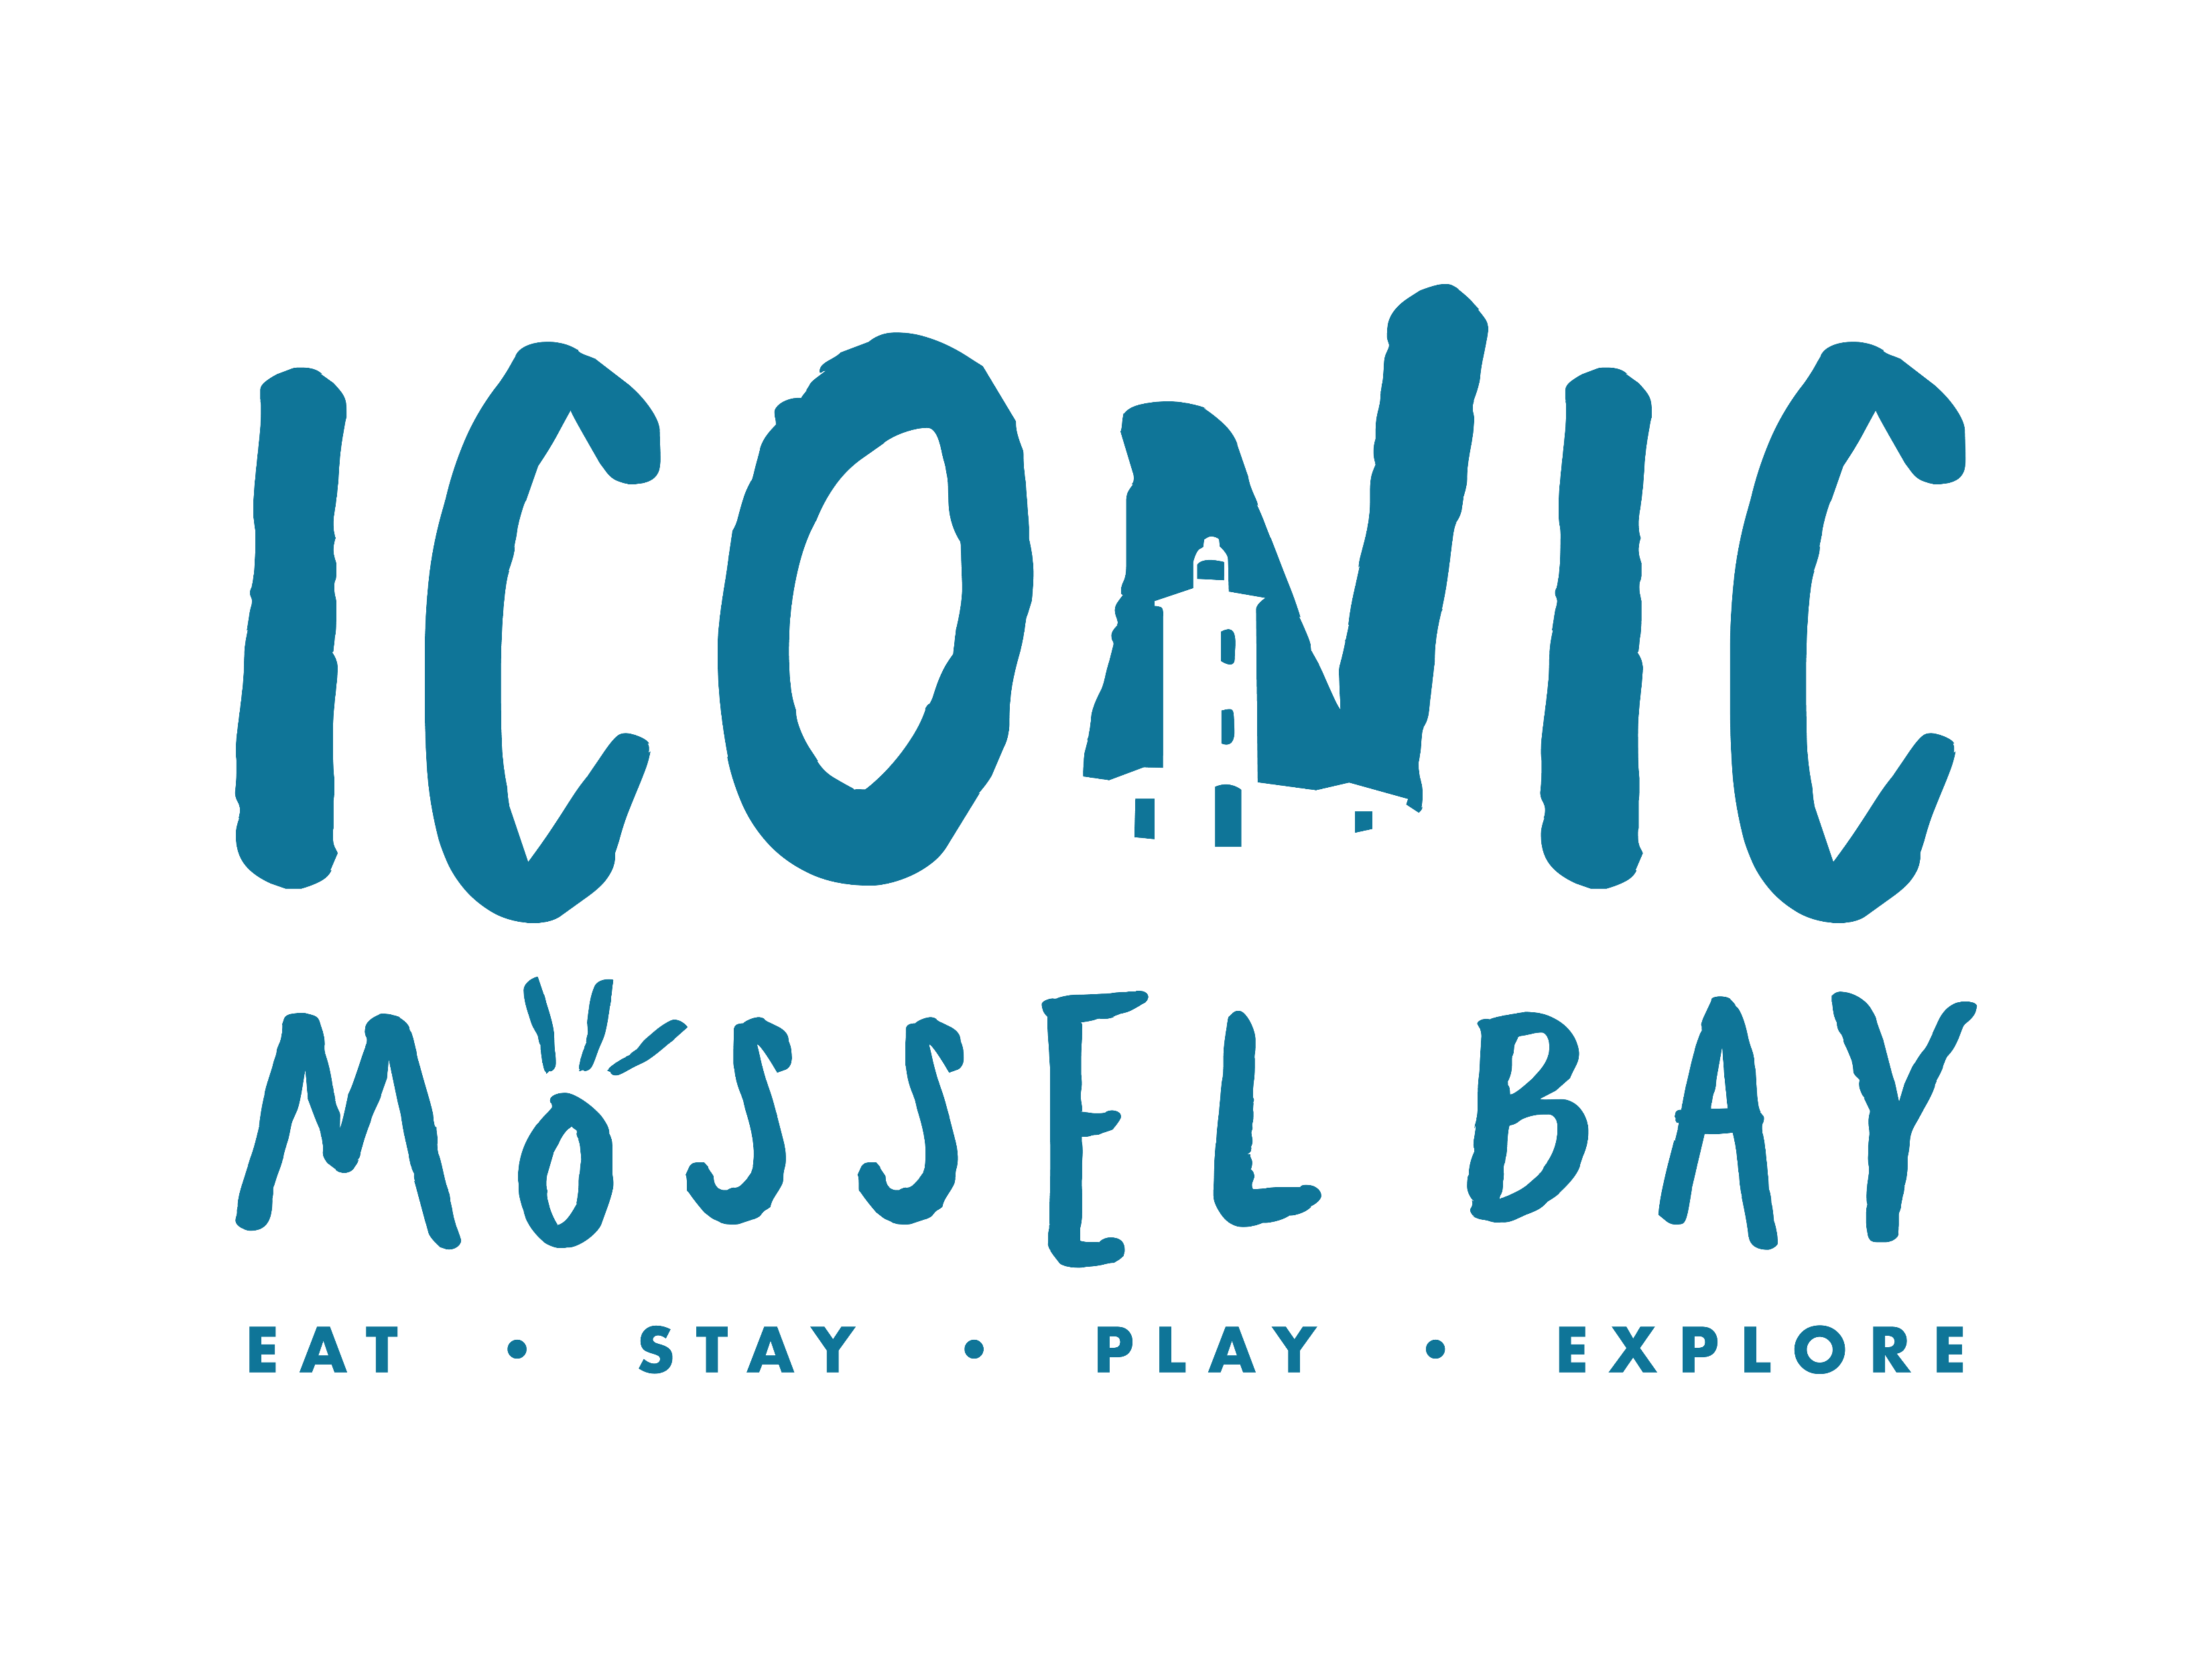 ICONIC
MOSSEL BAY
EAT • STAY • PLAY • EXPLORE